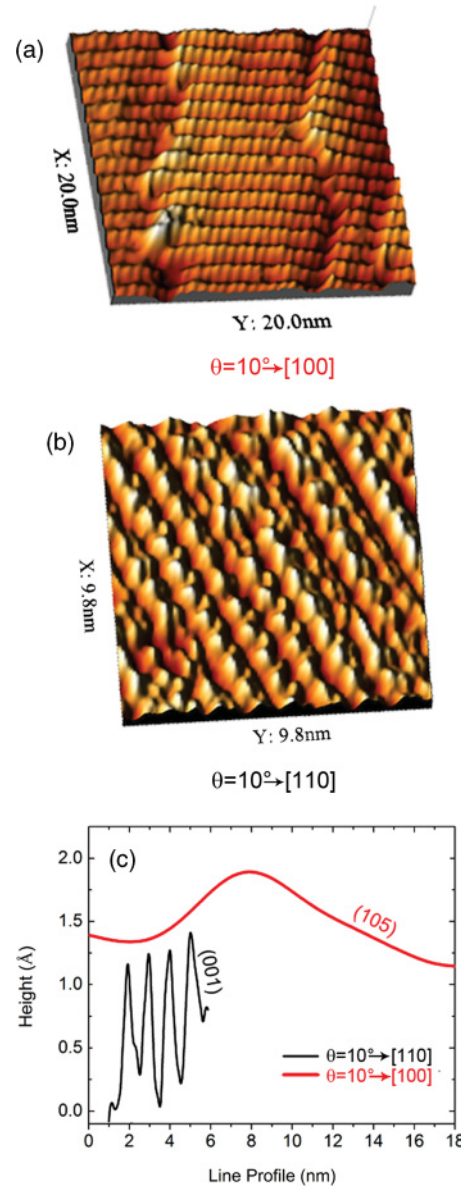 (a)
X: 20.0nm
Y: 20.0nm
θ=10°→[100]
(b)
X: 9.8nm
Y: 9.8nm
θ=10°→[110]
(c)
2.0
1.5
1.0
0.5
0.0
Height (Å)
(105)
(001)
θ=10°→[110]
θ=10°→[100]
0 2 4 6 8 10 12 14 16 18
Line Profile (nm)